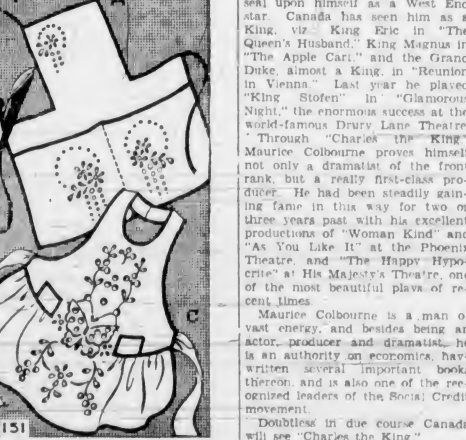 seal upon himself as a West End
star. Canada has seen him as a
King, viz King Eric in "The
Queen's Husband," King Magnus in
"The Apple Cart," and the Grand
Duke, almost a King, in "Reunion
in Vienna." Last year he played
"King Stofen" in "Glamorous
Night," the enormous success at the
world-famous Drury Lane Theatre
Through "Charles the King,"
Maurice Colbourne proves himself
not only a dramatist of the front
rank, but a really first-class pro-
ducer. He had been steadily gain-
ing fame in this way for two or
three years past with his excellent
productions of "Woman Kind" and
"As You Like It" at the Phoenix
Theatre, and "The Happy Hypo-
crite" at His Majesty's Theatre, one
of the most beautiful plays of re-
cent times
Maurice Colbourne is a man of
vast energy, and besides being an
actor, producer and dramatist, he
is an authority on economics, have
written several important books
thereon, and is also one of the rec-
ognized leaders of the Social Credit
movement.
Doubtless in due course Canada
will see "Charles the King."
C
151